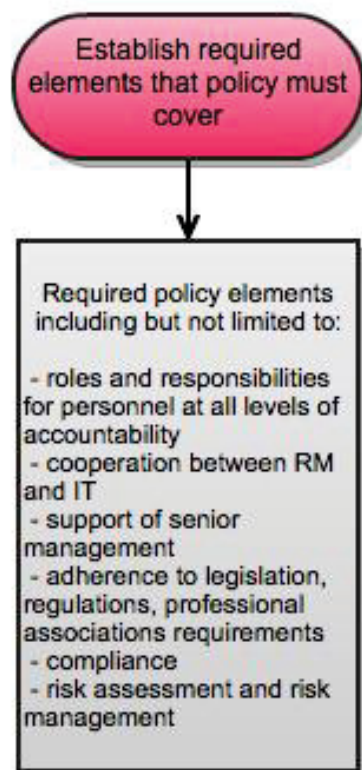 Establish required
elements that policy must
cover
Required policy elements
including but not limited to:
- roles and responsibilities
for personnel at all levels of
accountability
- cooperation between RM
and IT
- support of senior
management
- adherence to legislation,
regulations, professional
associations requirements
- compliance
- risk assessment and risk
management